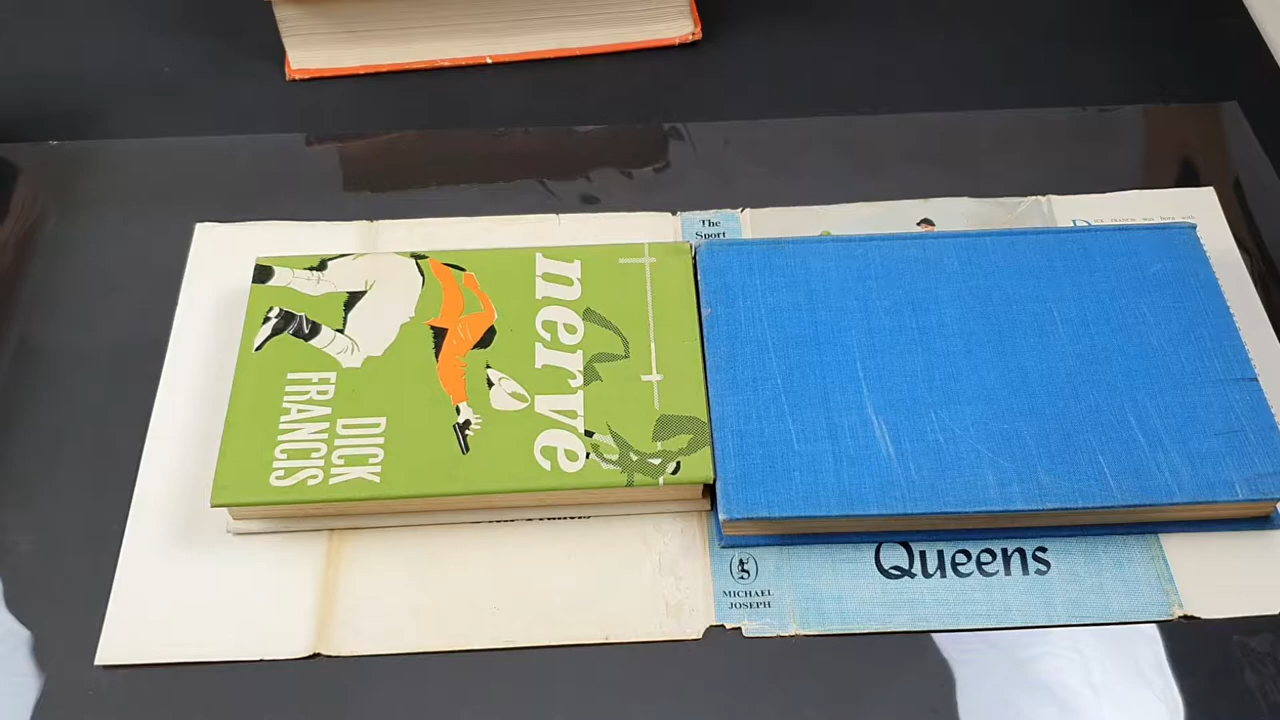 The
Sport
nerve
DICK
FRANCIS
Queens
MICHAEL
JOSEPH